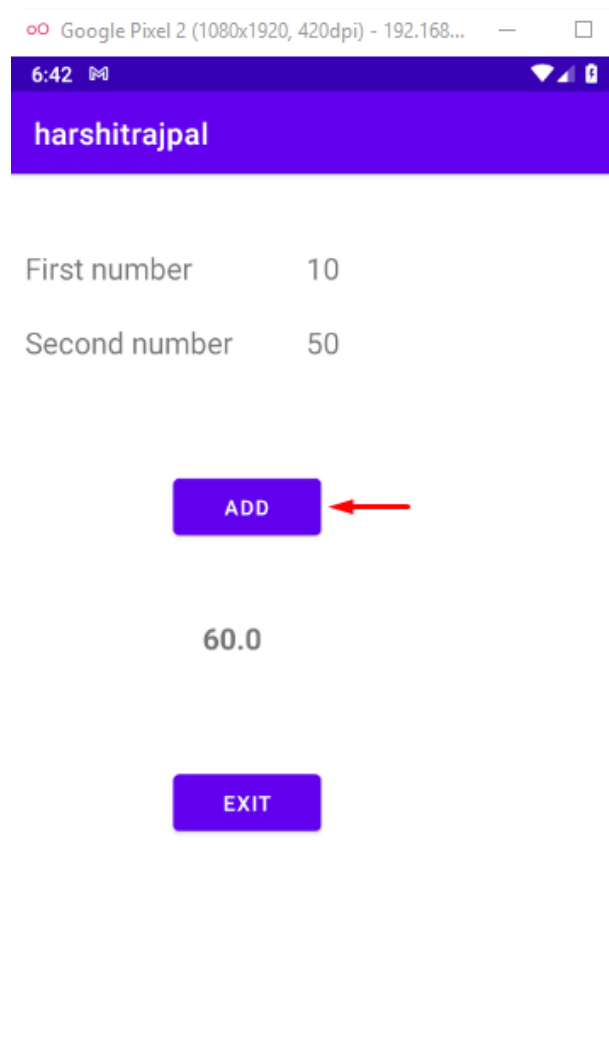 Google Pixel 2 (1080x1920, 420dpi) - 192.168...
6:42
harshitrajpal
First number 10
Second number 50
ADD
60.0
EXIT